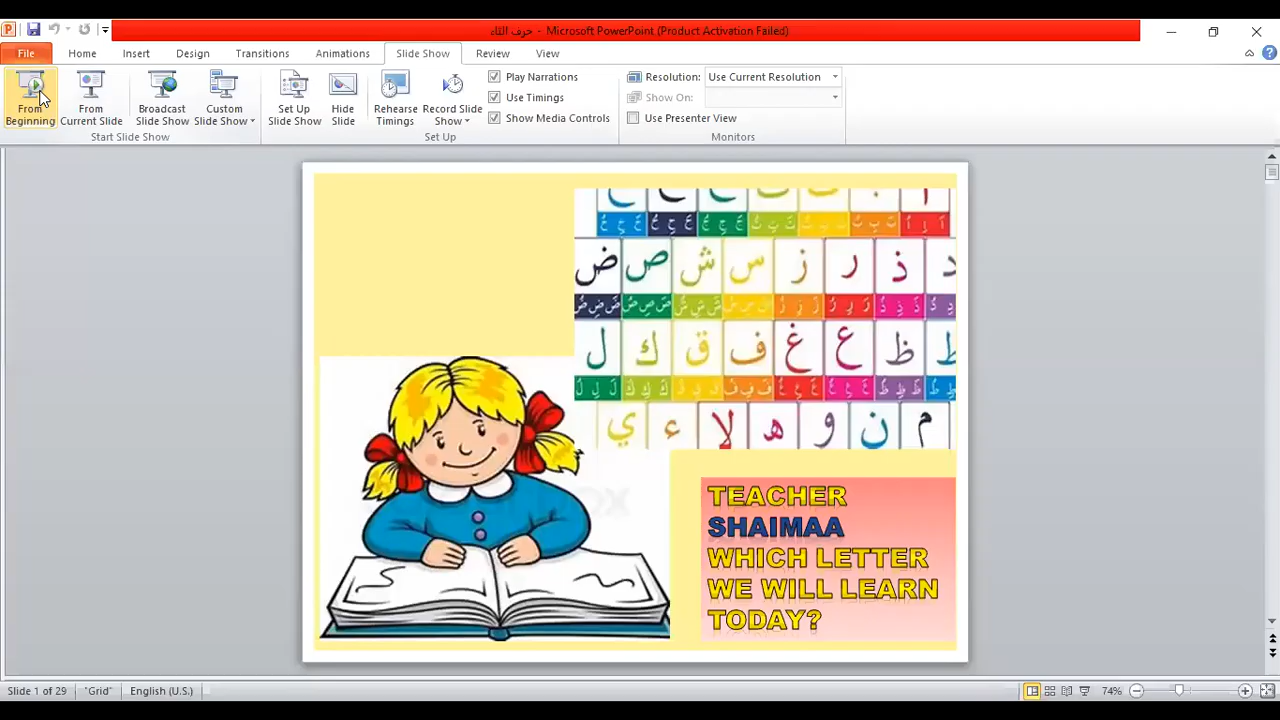 حرف الثاء - Microsoft PowerPoint (Product Activation Failed)
File Home Insert Design Transitions Animations Slide Show Review View
From Beginning
From Current Slide
Broadcast Slide Show
Custom Slide Show
Set Up Slide Show
Hide Slide
Rehearse Timings
Record Slide Show
Play Narrations
Use Timings
Show Media Controls
Resolution: Use Current Resolution
Show On:
Use Presenter View
Start Slide Show
Set Up
Monitors
د ذ ر ز س ش ص ض
ظ ع غ ف ق ك ل
م ن و ه لا ء ي
TEACHER
SHAIMAA
WHICH LETTER
WE WILL LEARN
TODAY?
Slide 1 of 29 "Grid" English (U.S.) 74%